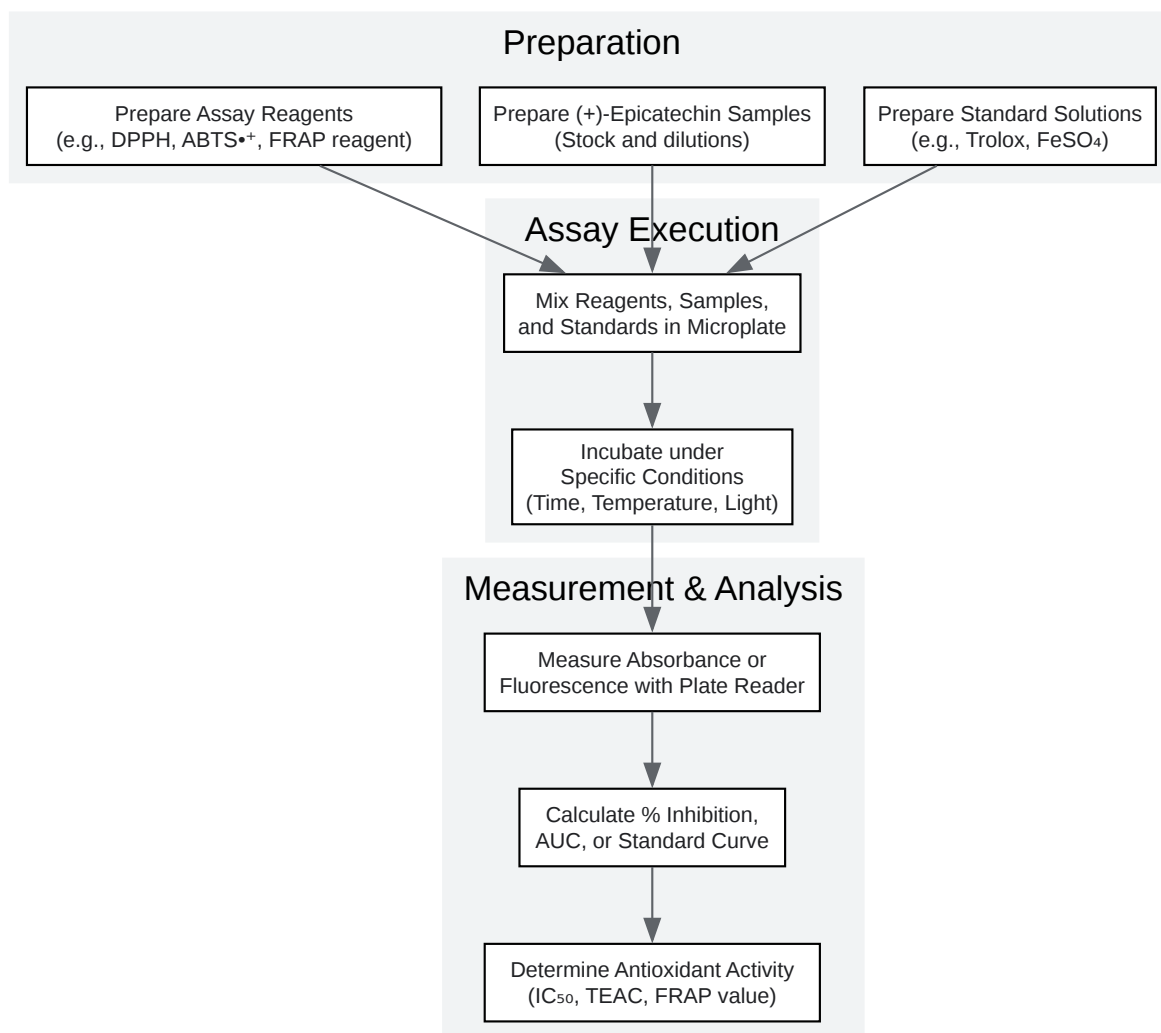 Preparation
Prepare Assay Reagents
(e.g., DPPH, ABTS•⁺, FRAP reagent)
Prepare (+)-Epicatechin Samples
(Stock and dilutions)
Prepare Standard Solutions
(e.g., Trolox, FeSO₄)
Assay Execution
Mix Reagents, Samples,
and Standards in Microplate
Incubate under
Specific Conditions
(Time, Temperature, Light)
Measurement & Analysis
Measure Absorbance or
Fluorescence with Plate Reader
Calculate % Inhibition,
AUC, or Standard Curve
Determine Antioxidant Activity
(IC₅₀, TEAC, FRAP value)